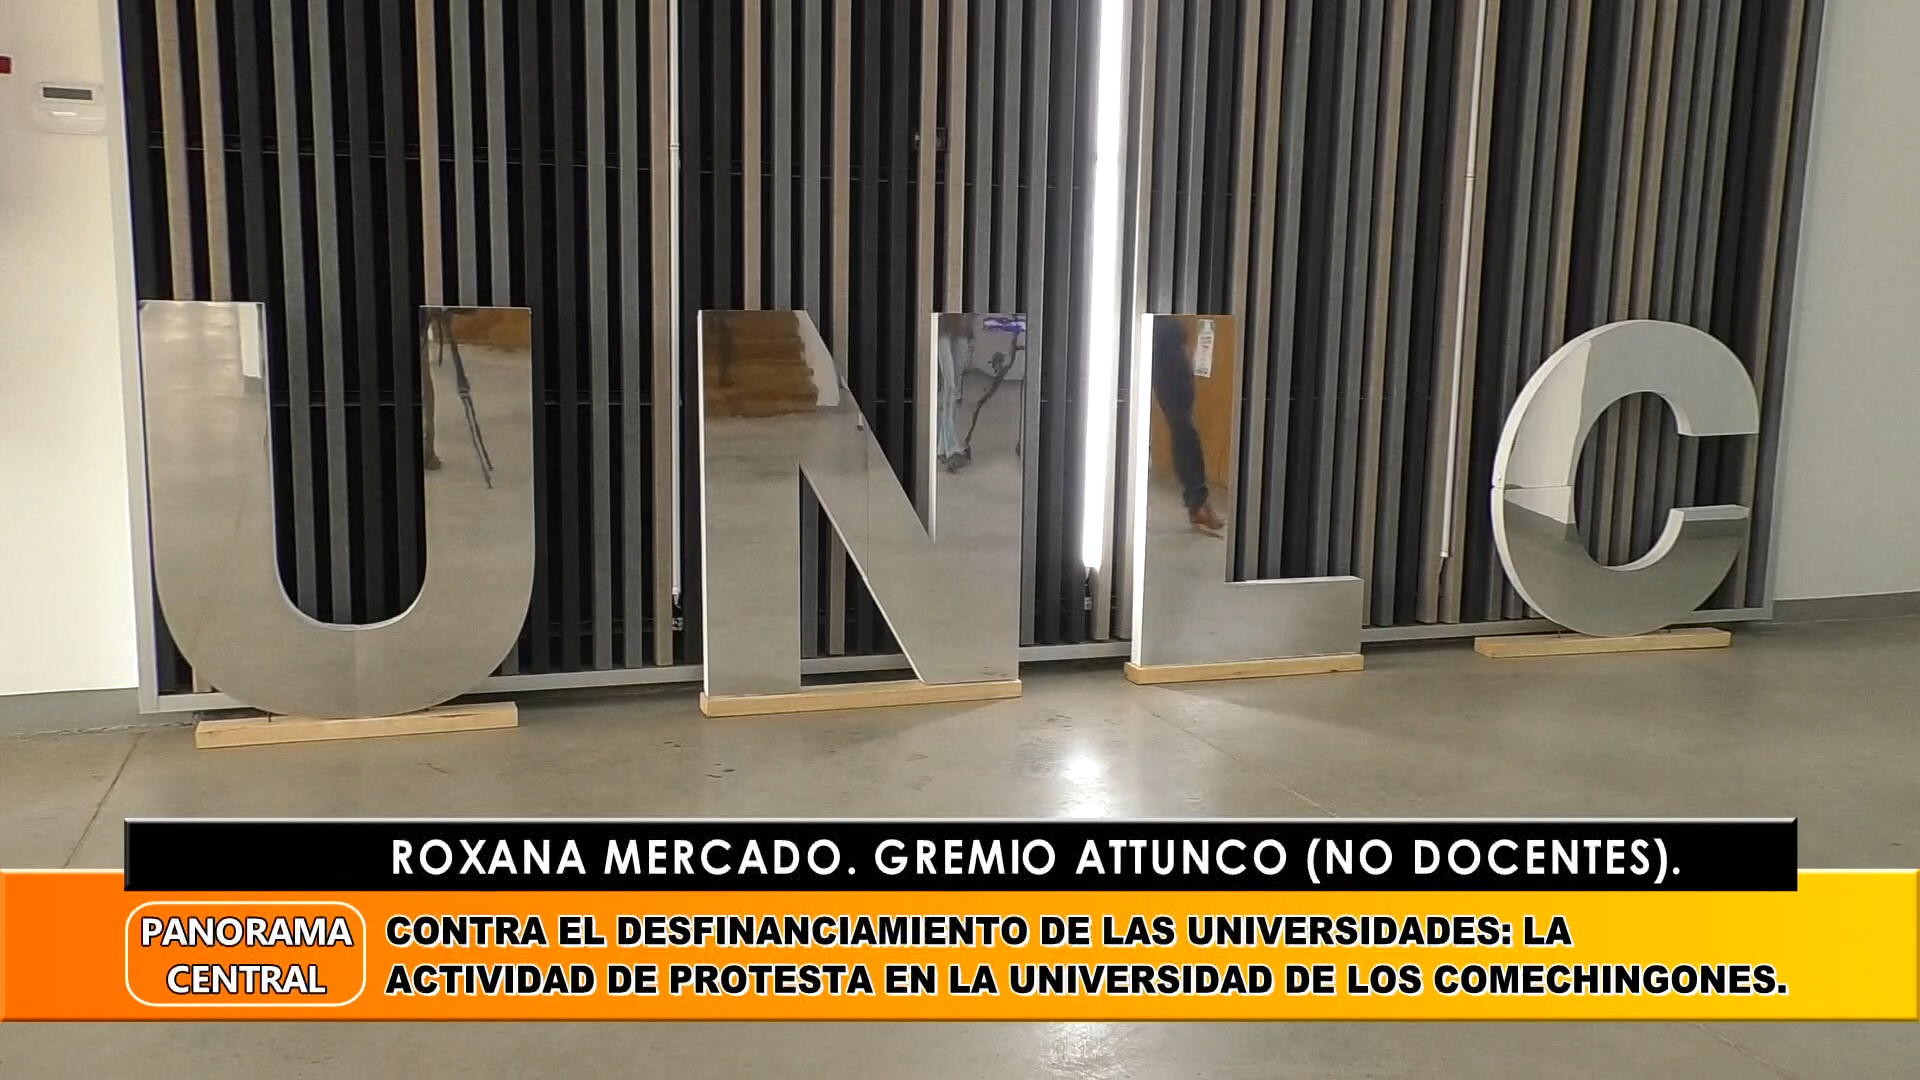 UNLC
ROXANA MERCADO. GREMIO ATTUNCO (NO DOCENTES).
PANORAMA
CENTRAL
CONTRA EL DESFINANCIAMIENTO DE LAS UNIVERSIDADES: LA
ACTIVIDAD DE PROTESTA EN LA UNIVERSIDAD DE LOS COMECHINGONES.